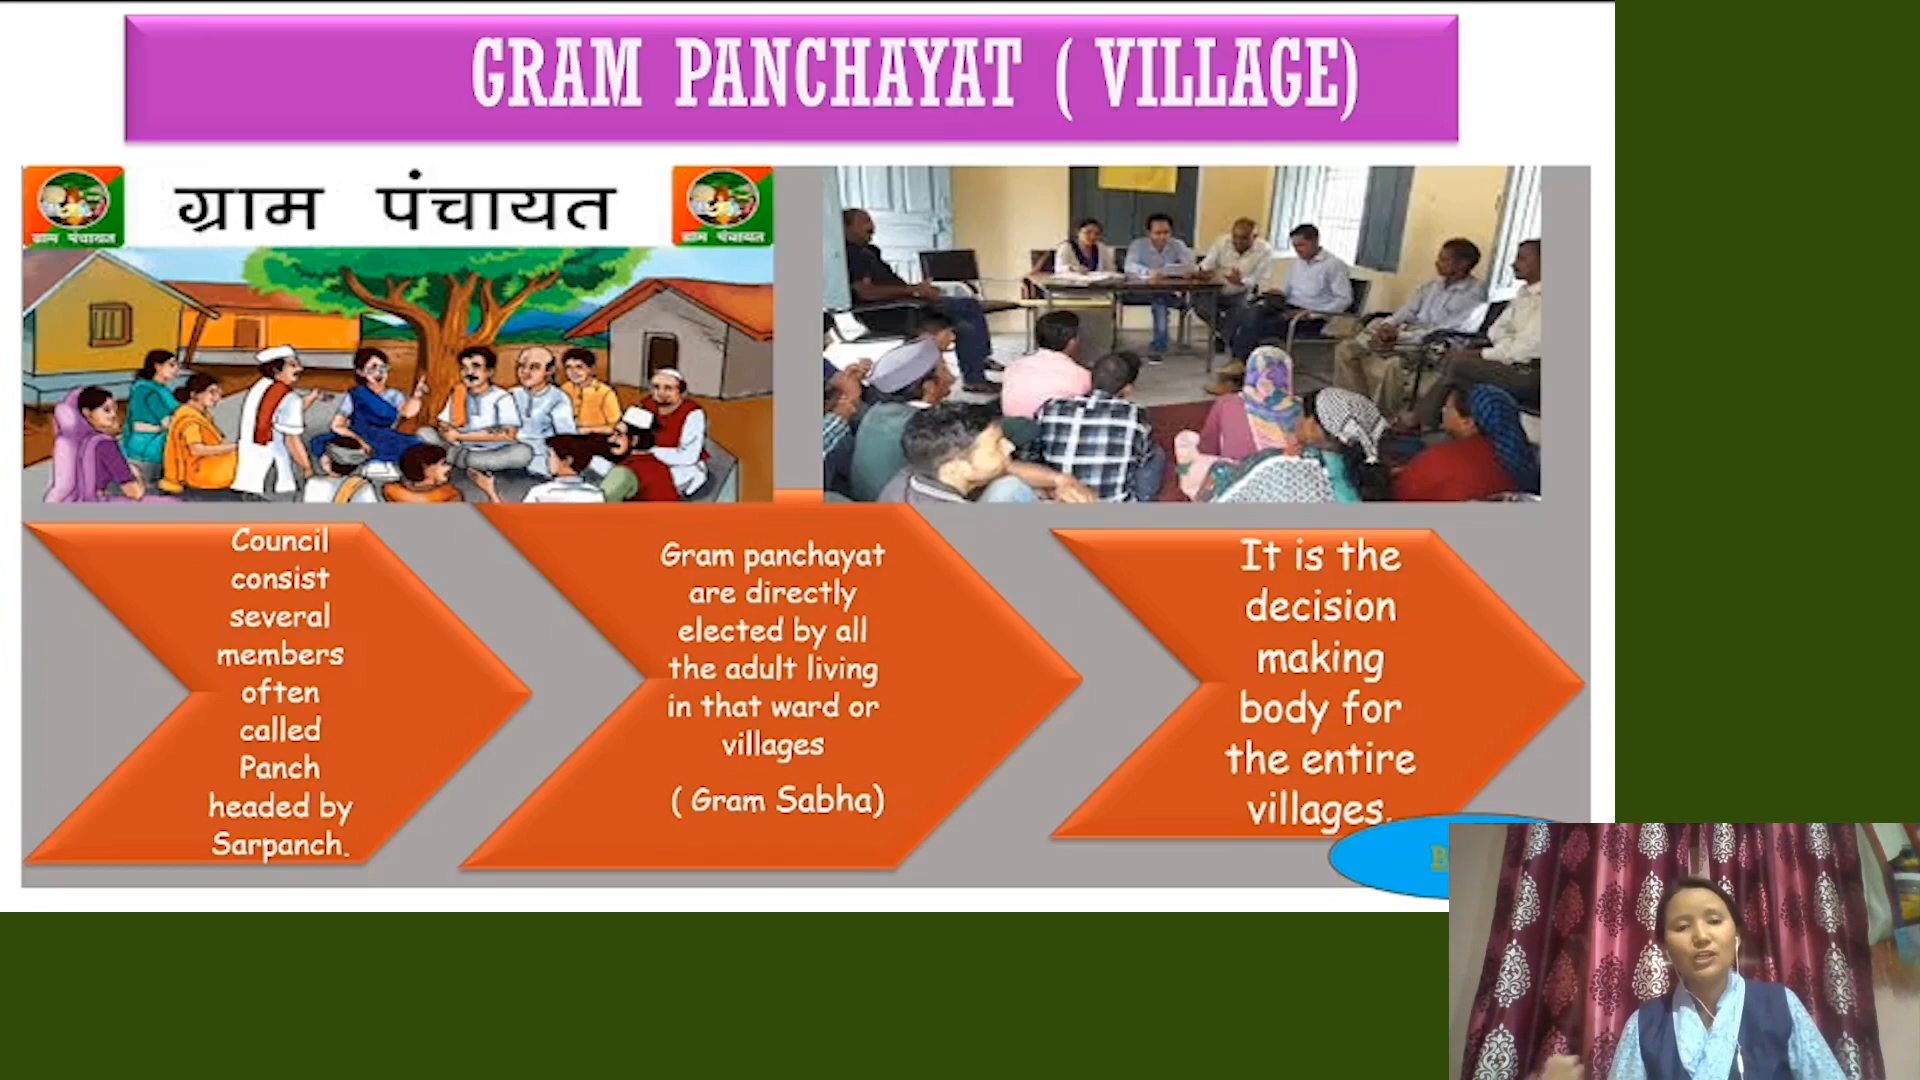 GRAM PANCHAYAT ( VILLAGE)
ग्राम पंचायत
ग्राम पंचायत
ग्राम पंचायत
Council
consist
several
members
often
called
Panch
headed by
Sarpanch.
Gram panchayat
are directly
elected by all
the adult living
in that ward or
villages
( Gram Sabha)
It is the
decision
making
body for
the entire
villages.